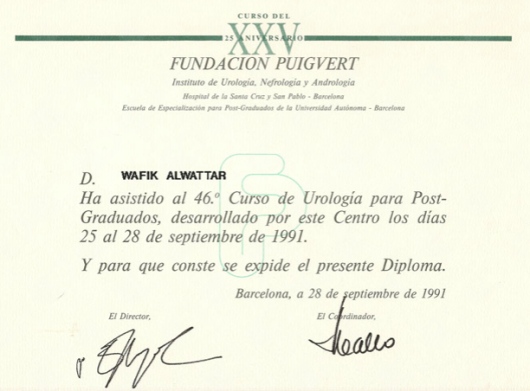 CURSO DEL
XXV
25 ANIVERSARIO
FUNDACION PUIGVERT
Instituto de Urología, Nefrología y Andrología
Hospital de la Santa Cruz y San Pablo - Barcelona
Escuela de Especialización para Post-Graduados de la Universidad Autónoma - Barcelona
D. WAFIK ALWATTAR
Ha asistido al 46.º Curso de Urología para Post-
Graduados, desarrollado por este Centro los días
25 al 28 de septiembre de 1991.
Y para que conste se expide el presente Diploma.
Barcelona, a 28 de septiembre de 1991
El Director, El Coordinador,